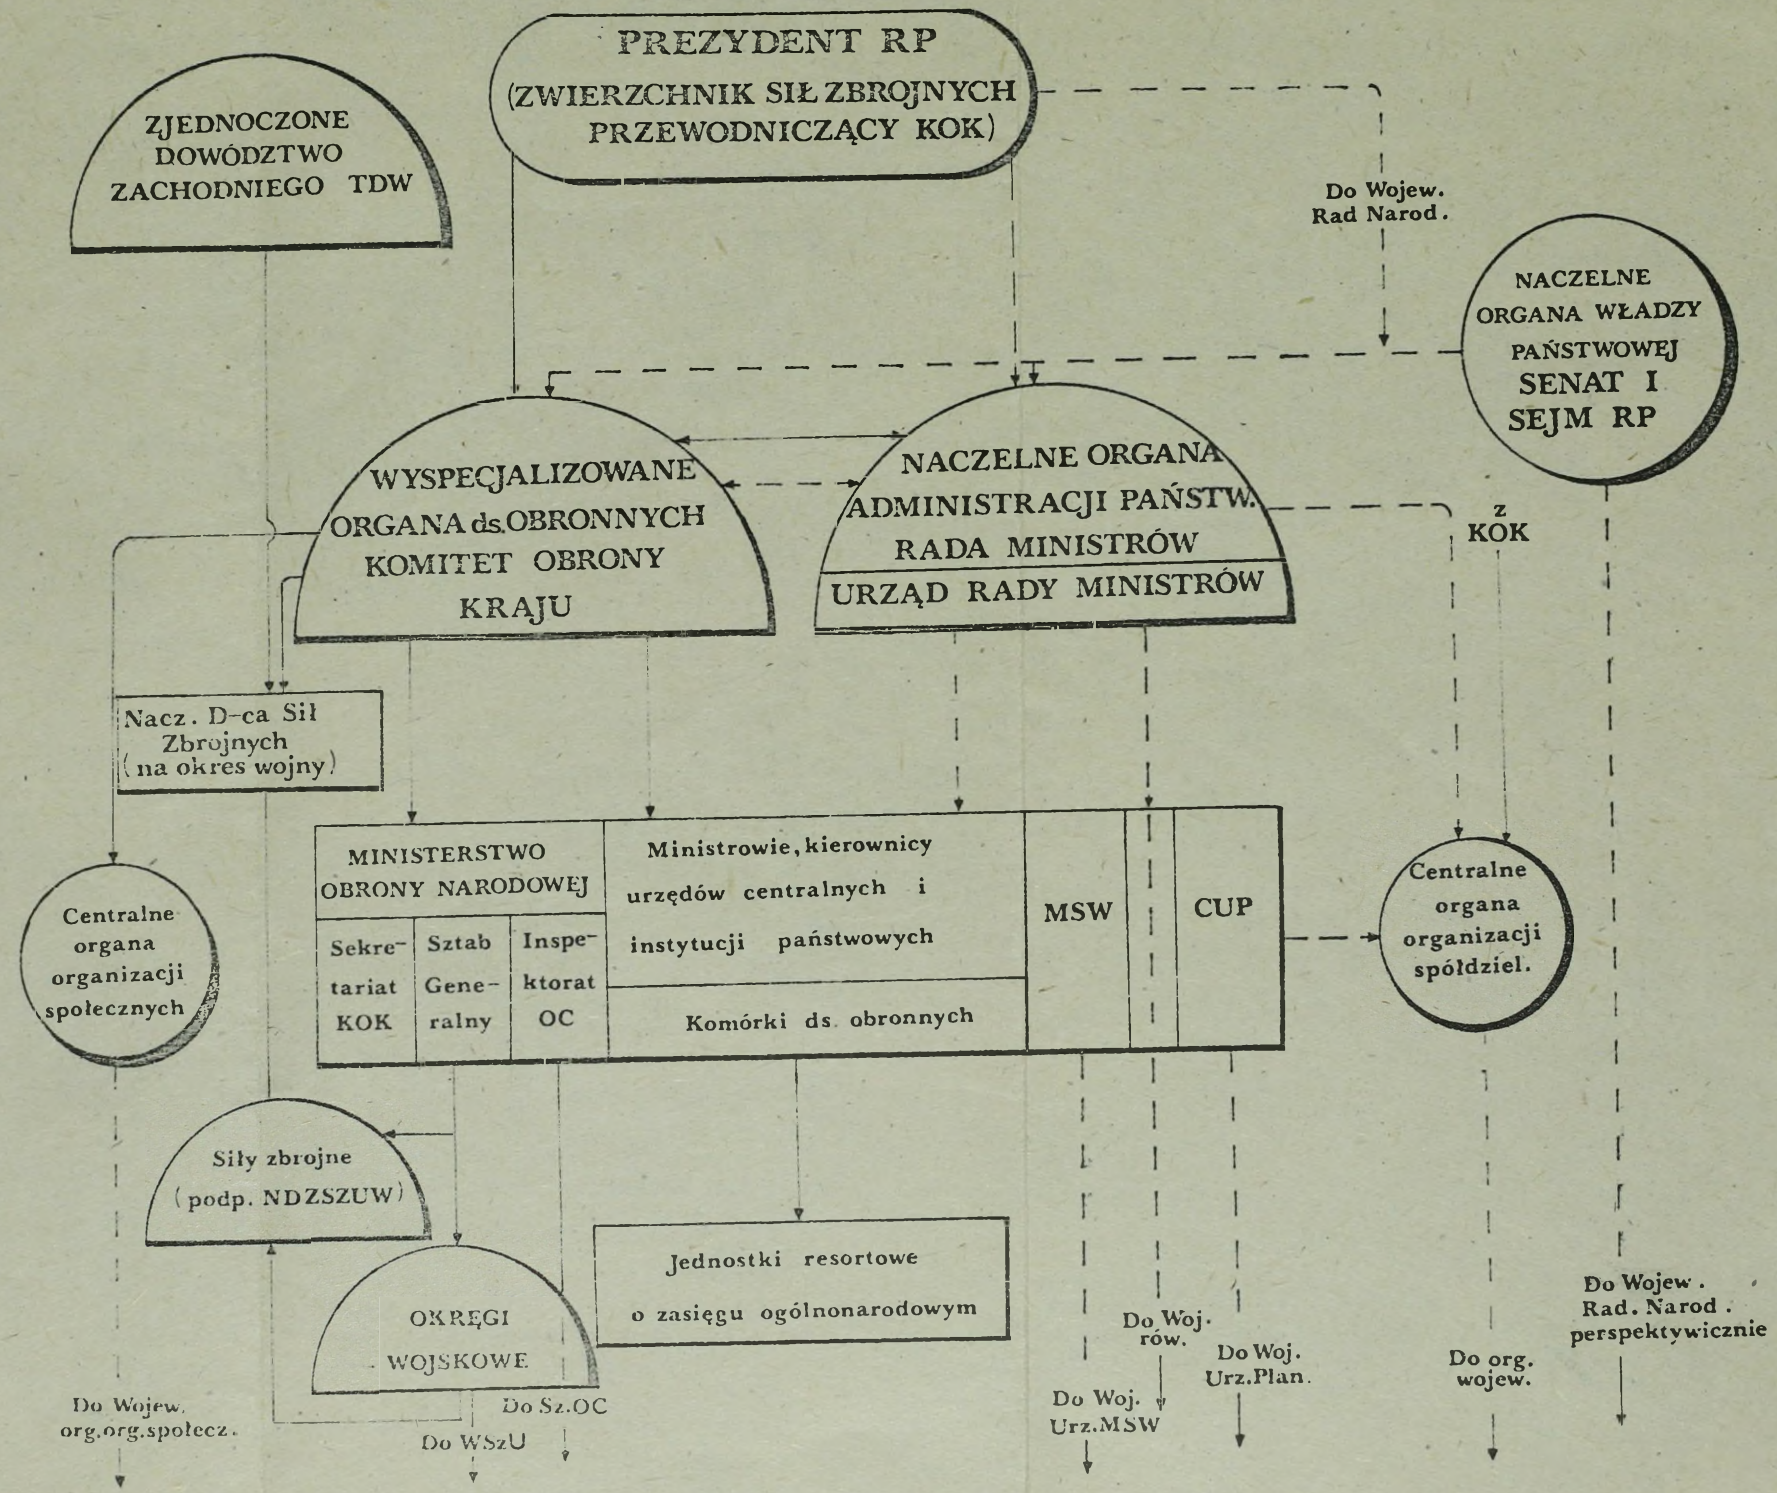 PREZYDENT RP
(ZWIERZCHNIK SIŁ ZBROJNYCH
PRZEWODNICZĄCY KOK)
ZJEDNOCZONE
DOWÓDZTWO
ZACHODNIEGO TDW
Do Wojew.
Rad Narod.
NACZELNE
ORGANA WŁADZY
PAŃSTWOWEJ
SENAT I
SEJM RP
WYSPECJALIZOWANE
ORGANA ds.OBRONNYCH
KOMITET OBRONY
KRAJU
NACZELNE ORGANA
ADMINISTRACJI PAŃSTW.
RADA MINISTRÓW
URZĄD RADY MINISTRÓW
z
KOK
Nacz. D-ca Sił
Zbrojnych
(na okres wojny)
MINISTERSTWO
OBRONY NARODOWEJ
Sekre-
tariat
KOK
Sztab
Gene-
ralny
Inspe-
ktorat
OC
Ministrowie, kierownicy
urzędów centralnych i
instytucji państwowych
Komórki ds. obronnych
MSW
CUP
Centralne
organa
organizacji
spółdziel.
Centralne
organa
organizacji
społecznych
Siły zbrojne
(podp. NDZSZUW)
OKRĘGI
WOJSKOWE
Jednostki resortowe
o zasięgu ogólnonarodowym
Do Wojew.
org.org.społecz.
Do WSzU
Do Sz.OC
Do Woj.
Urz.MSW
Do Woj.
rów.
Do Woj.
Urz.Plan.
Do org.
wojew.
Do Wojew.
Rad. Narod.
perspektywicznie